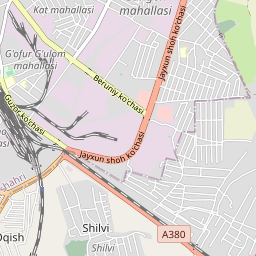 Kat mahallasi
mahallasi
G'ofur G'ulom
mahallasi
Beruniy ko'chasi
Jayxun shoh ko'chasi
Jayxun shoh ko'chasi
ko'chasi
A380
Shilvi
Shilvi
Oqish